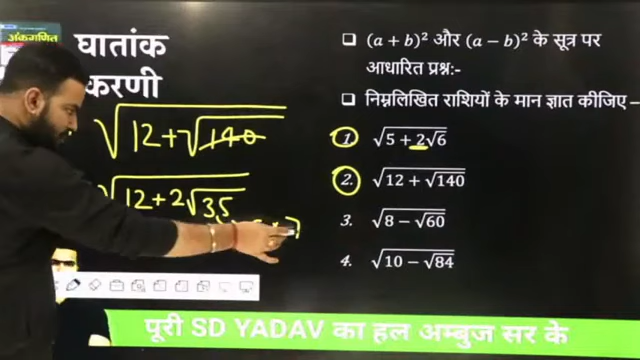 अंकगणित
घातांक
करणी
√12+√140
√12+2√35
7
❑ (a + b)² और (a − b)² के सूत्र पर
आधारित प्रश्न:-
❑ निम्नलिखित राशियों के मान ज्ञात कीजिए –
1. √5 + 2√6
2. √12 + √140
3. √8 − √60
4. √10 − √84
पूरी SD YADAV का हल अम्बुज सर के